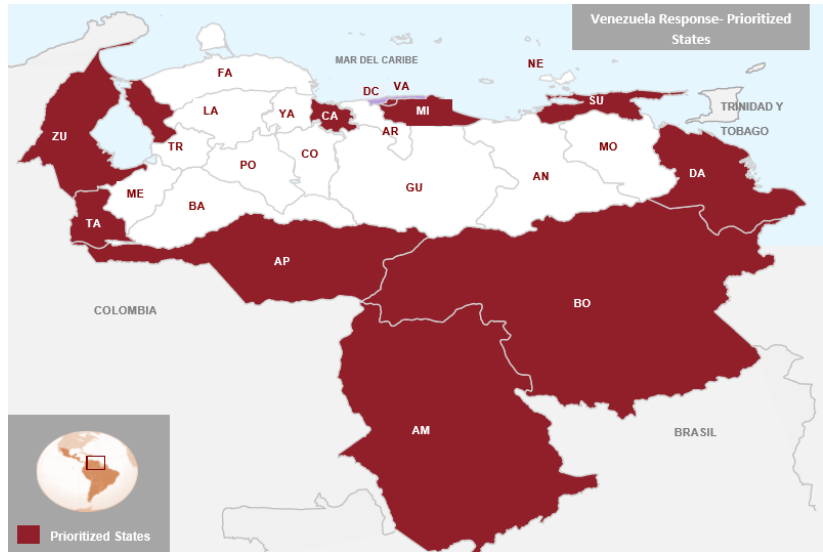 Venezuela Response- Prioritized
States
MAR DEL CARIBE
NE
FA
VA
DC
SU
LA
YA
CA
MI
TRINIDAD Y
TOBAGO
ZU
AR
TR
CO
MO
PO
DA
AN
ME
GU
BA
TA
AP
BO
COLOMBIA
AM
BRASIL
Prioritized States